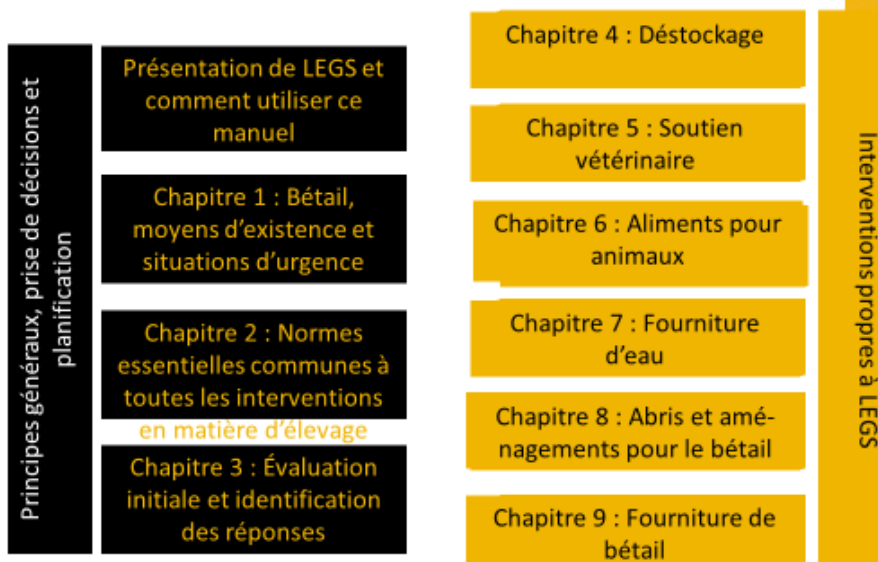 Principes généraux, prise de décisions et
planification
Présentation de LEGS et
comment utiliser ce
manuel
Chapitre 1 : Bétail,
moyens d’existence et
situations d’urgence
Chapitre 2 : Normes
essentielles communes à
toutes les interventions
en matière d’élevage
Chapitre 3 : Évaluation
initiale et identification
des réponses
Chapitre 4 : Déstockage
Chapitre 5 : Soutien
vétérinaire
Chapitre 6 : Aliments pour
animaux
Chapitre 7 : Fourniture
d’eau
Chapitre 8 : Abris et amé-
nagements pour le bétail
Chapitre 9 : Fourniture de
bétail
Interventions propres à LEGS